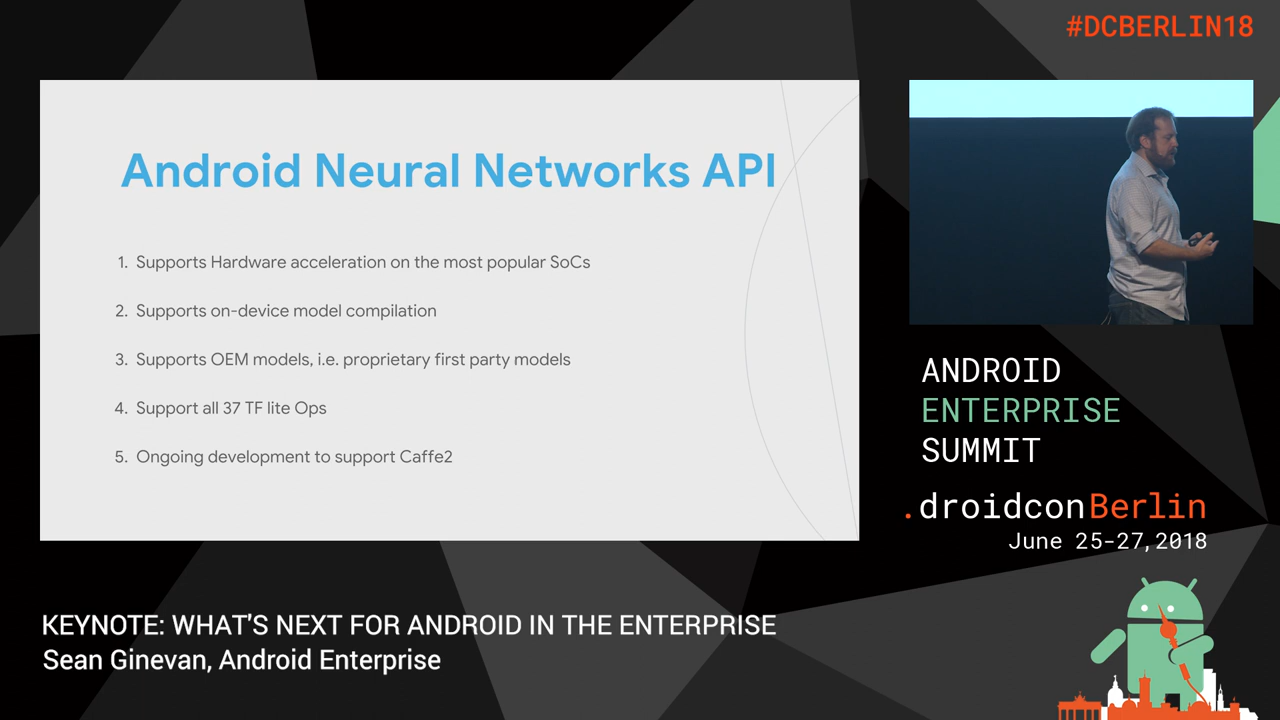 #DCBERLIN18
Android Neural Networks API
1. Supports Hardware acceleration on the most popular SoCs
2. Supports on-device model compilation
3. Supports OEM models, i.e. proprietary first party models
4. Support all 37 TF lite Ops
5. Ongoing development to support Caffe2
ANDROID
ENTERPRISE
SUMMIT
.droidconBerlin
June 25-27, 2018
KEYNOTE: WHAT'S NEXT FOR ANDROID IN THE ENTERPRISE
Sean Ginevan, Android Enterprise